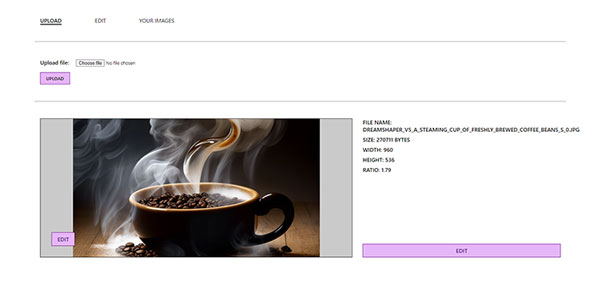 UPLOAD EDIT YOUR IMAGES
Upload file: Choose file No file chosen
UPLOAD
FILE NAME:
DREAMSHAPER_V5_A_STEAMING_CUP_OF_FRESHLY_BREWED_COFFEE_BEANS_S_0.JPG
SIZE: 270711 BYTES
WIDTH: 960
HEIGHT: 536
RATIO: 1.79
EDIT
EDIT